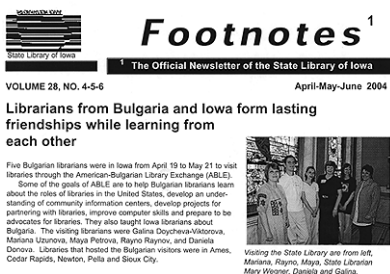 Footnotes 1
State Library of Iowa
1 The Official Newsletter of the State Library of Iowa
VOLUME 28, NO. 4-5-6
April-May-June 2004
Librarians from Bulgaria and Iowa form lasting
friendships while learning from
each other
Five Bulgarian librarians were in Iowa from April 19 to May 21 to visit
libraries through the American-Bulgarian Library Exchange (ABLE).
Some of the goals of ABLE are to help Bulgarian librarians learn
about the roles of libraries in the United States, develop an under-
standing of community information centers, develop projects for
partnering with libraries, improve computer skills and prepare to be
advocates for libraries. They also taught Iowa librarians about
Bulgaria. The visiting librarians were Galina Doycheva-Viktorova,
Mariana Uzunova, Maya Petrova, Rayno Raynov, and Daniela
Donova. Libraries that hosted the Bulgarian visitors were in Ames,
Cedar Rapids, Newton, Pella and Sioux City.
Visiting the State Library are from left,
Mariana, Rayno, Maya, State Librarian
Mary Wegner, Daniela and Galina.